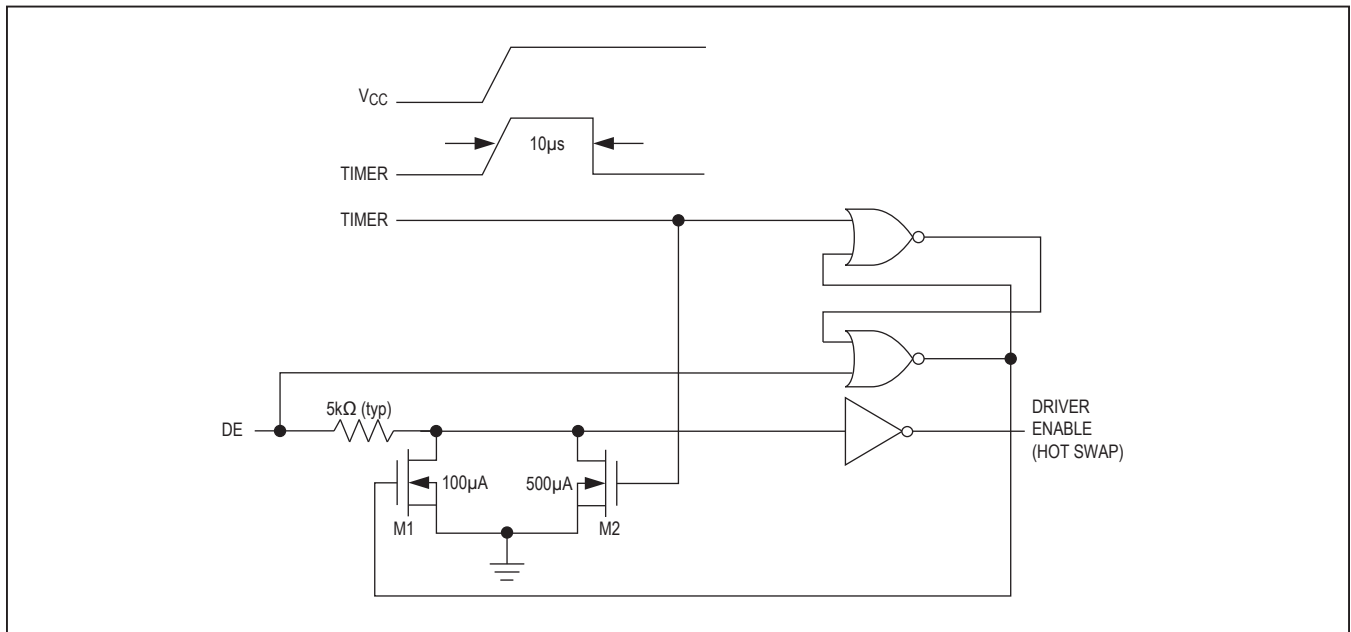 VCC
10µs
TIMER
TIMER
5kΩ (typ)
DE
100µA
500µA
M1
M2
DRIVER
ENABLE
(HOT SWAP)